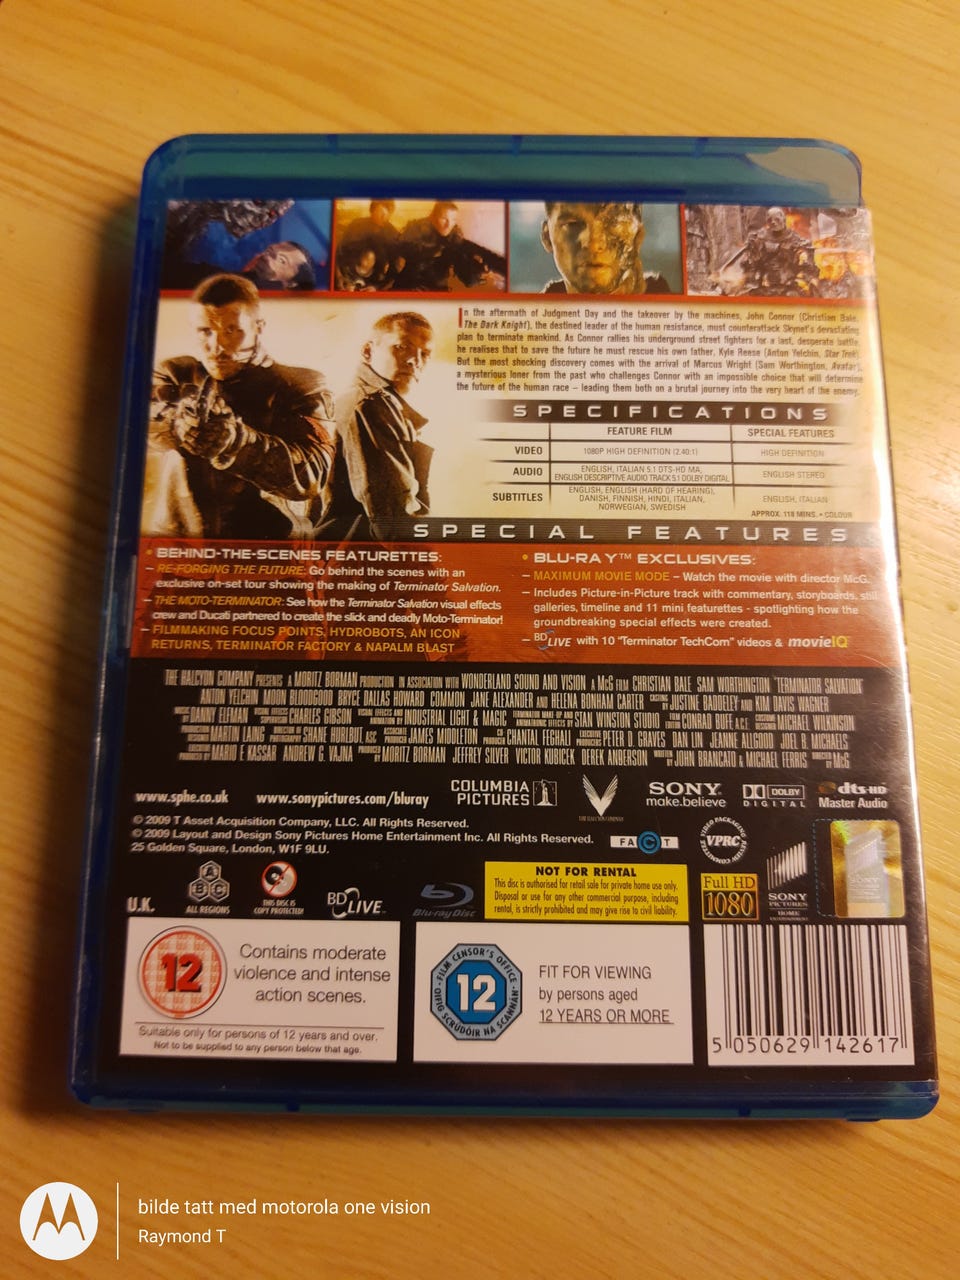 In the aftermath of Judgment Day and the takeover by the machines, John Connor (Christian Bale,
The Dark Knight), the destined leader of the human resistance, must counterattack Skynet's devastating
plan to terminate mankind. As Connor rallies his underground street fighters for a last, desperate battle,
he realises that to save the future he must rescue his own father, Kyle Reese (Anton Yelchin, Star Trek).
But the most shocking discovery comes with the arrival of Marcus Wright (Sam Worthington, Avatar),
a mysterious loner from the past who challenges Connor with an impossible choice that will determine
the future of the human race – leading them both on a brutal journey into the very heart of the enemy.
SPECIFICATIONS
FEATURE FILM SPECIAL FEATURES
VIDEO 1080P HIGH DEFINITION (2.40:1) HIGH DEFINITION
AUDIO ENGLISH, ITALIAN 5.1 DTS-HD MA, ENGLISH STEREO
ENGLISH DESCRIPTIVE AUDIO TRACK 5.1 DOLBY DIGITAL
SUBTITLES ENGLISH, ENGLISH (HARD OF HEARING), ENGLISH, ITALIAN
DANISH, FINNISH, HINDI, ITALIAN,
NORWEGIAN, SWEDISH
APPROX. 118 MINS. • COLOUR
SPECIAL FEATURES
• BEHIND-THE-SCENES FEATURETTES:
– RE-FORGING THE FUTURE: Go behind the scenes with an
exclusive on-set tour showing the making of Terminator Salvation.
– THE MOTO-TERMINATOR: See how the Terminator Salvation visual effects
crew and Ducati partnered to create the slick and deadly Moto-Terminator!
– FILMMAKING FOCUS POINTS, HYDROBOTS, AN ICON
RETURNS, TERMINATOR FACTORY & NAPALM BLAST
• BLU-RAY™ EXCLUSIVES:
– MAXIMUM MOVIE MODE – Watch the movie with director McG.
– Includes Picture-in-Picture track with commentary, storyboards, still
galleries, timeline and 11 mini featurettes - spotlighting how the
groundbreaking special effects were created.
– BD LIVE with 10 "Terminator TechCom" videos & movieIQ
THE HALCYON COMPANY PRESENTS A MORITZ BORMAN PRODUCTION IN ASSOCIATION WITH WONDERLAND SOUND AND VISION A McG FILM CHRISTIAN BALE SAM WORTHINGTON "TERMINATOR SALVATION"
ANTON YELCHIN MOON BLOODGOOD BRYCE DALLAS HOWARD COMMON JANE ALEXANDER AND HELENA BONHAM CARTER CASTING BY JUSTINE BADDELEY AND KIM DAVIS WAGNER
MUSIC BY DANNY ELFMAN VISUAL EFFECTS SUPERVISOR CHARLES GIBSON VISUAL EFFECTS AND ANIMATION BY INDUSTRIAL LIGHT & MAGIC STAN WINSTON STUDIO CONRAD BUFF A.C.E. MICHAEL WILKINSON
MARTIN LAING SHANE HURLBUT, ASC JAMES MIDDLETON CHANTAL FEGHALI EXECUTIVE PRODUCERS PETER D. GRAVES DAN LIN JEANNE ALLGOOD JOEL B. MICHAELS
MARIO F. KASSAR ANDREW G. VAJNA PRODUCED BY MORITZ BORMAN JEFFREY SILVER VICTOR KUBICEK DEREK ANDERSON WRITTEN BY JOHN BRANCATO & MICHAEL FERRIS DIRECTED BY McG
www.sphe.co.uk www.sonypictures.com/bluray COLUMBIA PICTURES THE HALCYON COMPANY SONY make.believe DOLBY DIGITAL dts-HD Master Audio
© 2009 T Asset Acquisition Company, LLC. All Rights Reserved.
© 2009 Layout and Design Sony Pictures Home Entertainment Inc. All Rights Reserved.
25 Golden Square, London, W1F 9LU.
FACT
VIDEO PACKAGING REVIEW COMMITTEE VPRC
U.K.
ABC
ALL REGIONS
THIS DISC IS
COPY PROTECTED
BD LIVE
Blu-ray Disc
NOT FOR RENTAL
This disc is authorised for retail sale for private home use only.
Disposal or use for any other commercial purpose, including
rental, is strictly prohibited and may give rise to civil liability.
Full HD
1080
SONY
PICTURES
HOME
ENTERTAINMENT
SONY
12
Contains moderate
violence and intense
action scenes.
Suitable only for persons of 12 years and over.
Not to be supplied to any person below that age.
FILM CENSOR'S OFFICE
12
OIFIG SCRÚDÓIR NA SCANNÁN
FIT FOR VIEWING
by persons aged
12 YEARS OR MORE
5 050629 142617
bilde tatt med motorola one vision
Raymond T